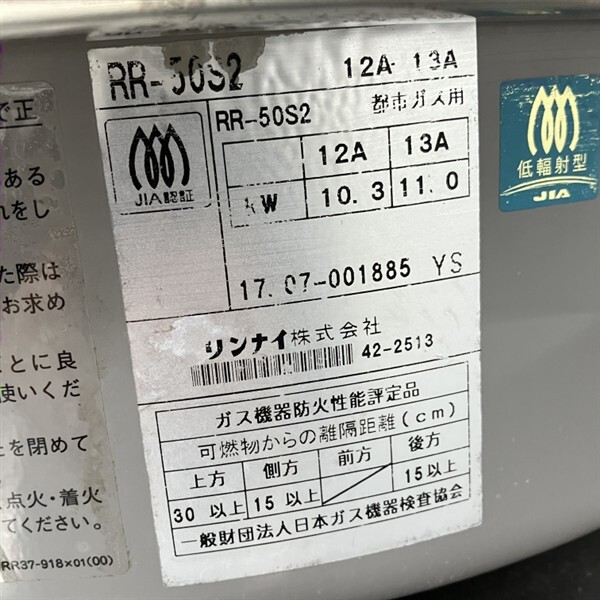 RR-50S2 12A・13A
RR-50S2 都市ガス用
JIA認証
12A 13A
kW 10.3 11.0
17.07-001885 YS
リンナイ株式会社
42-2513
ガス機器防火性能評定品
可燃物からの離隔距離(cm)
上方 側方 前方 後方
30以上 15以上 15以上
一般財団法人日本ガス機器検査協会
低輻射型
JIA
で正
ある
れをし
た際は
お求め
とに良
使いくだ
を閉めて
点火・着火
てください。
RR37-918×01(00)